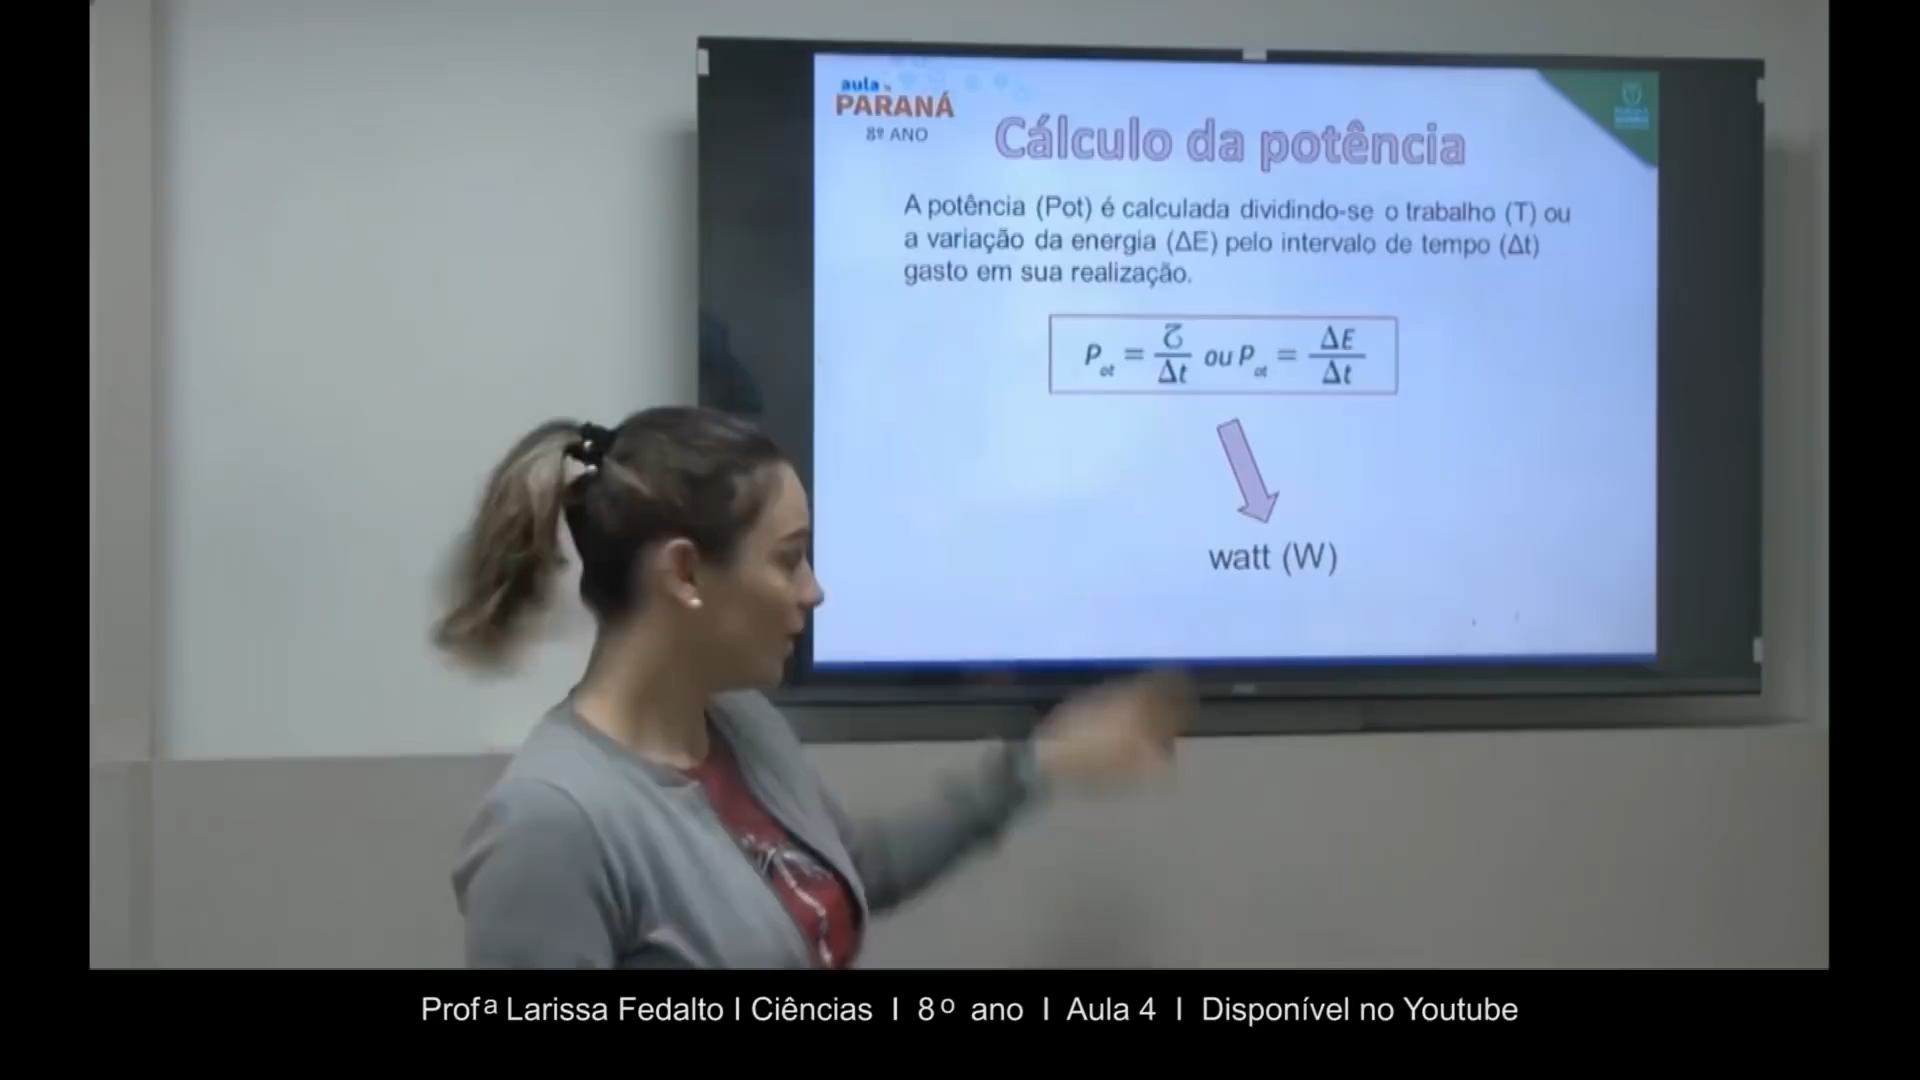 aula
PARANÁ
8º ANO
Cálculo da potência
A potência (Pot) é calculada dividindo-se o trabalho (T) ou
a variação da energia (ΔE) pelo intervalo de tempo (Δt)
gasto em sua realização.
P_ot = Ꞇ/Δt ou P_ot = ΔE/Δt
watt (W)
Profª Larissa Fedalto I Ciências I 8º ano I Aula 4 I Disponível no Youtube